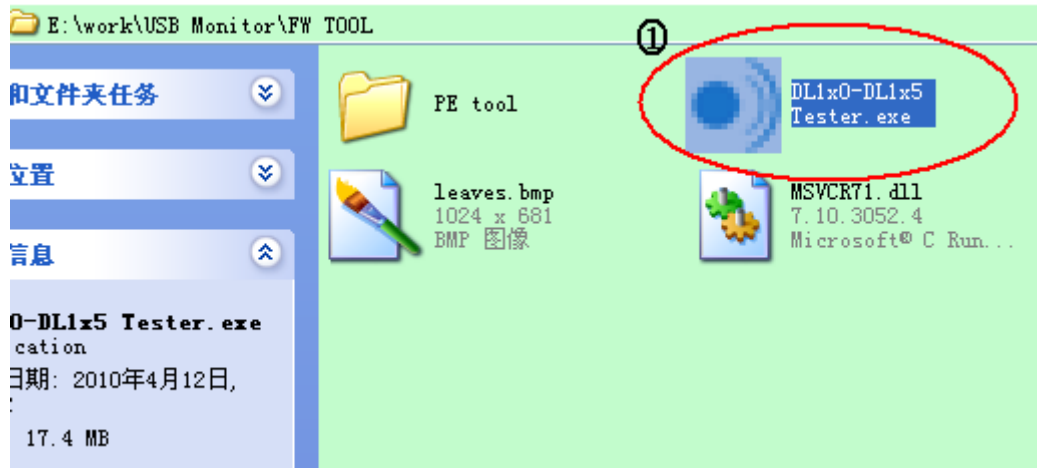 E:\work\USB Monitor\FW TOOL
①
和文件夹任务
PE tool
DL1x0-DL1x5
Tester.exe
位置
leaves.bmp
1024 x 681
BMP 图像
MSVCR71.dll
7.10.3052.4
Microsoft® C Run...
信息
0-DL1x5 Tester.exe
cation
日期: 2010年4月12日,
17.4 MB